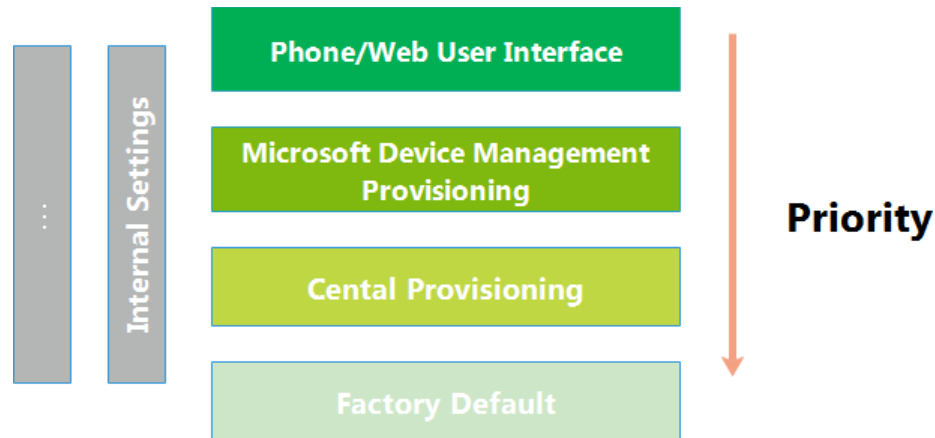 Phone/Web User Interface
Microsoft Device Management
Provisioning
Cental Provisioning
Factory Default
Internal Settings
...
Priority